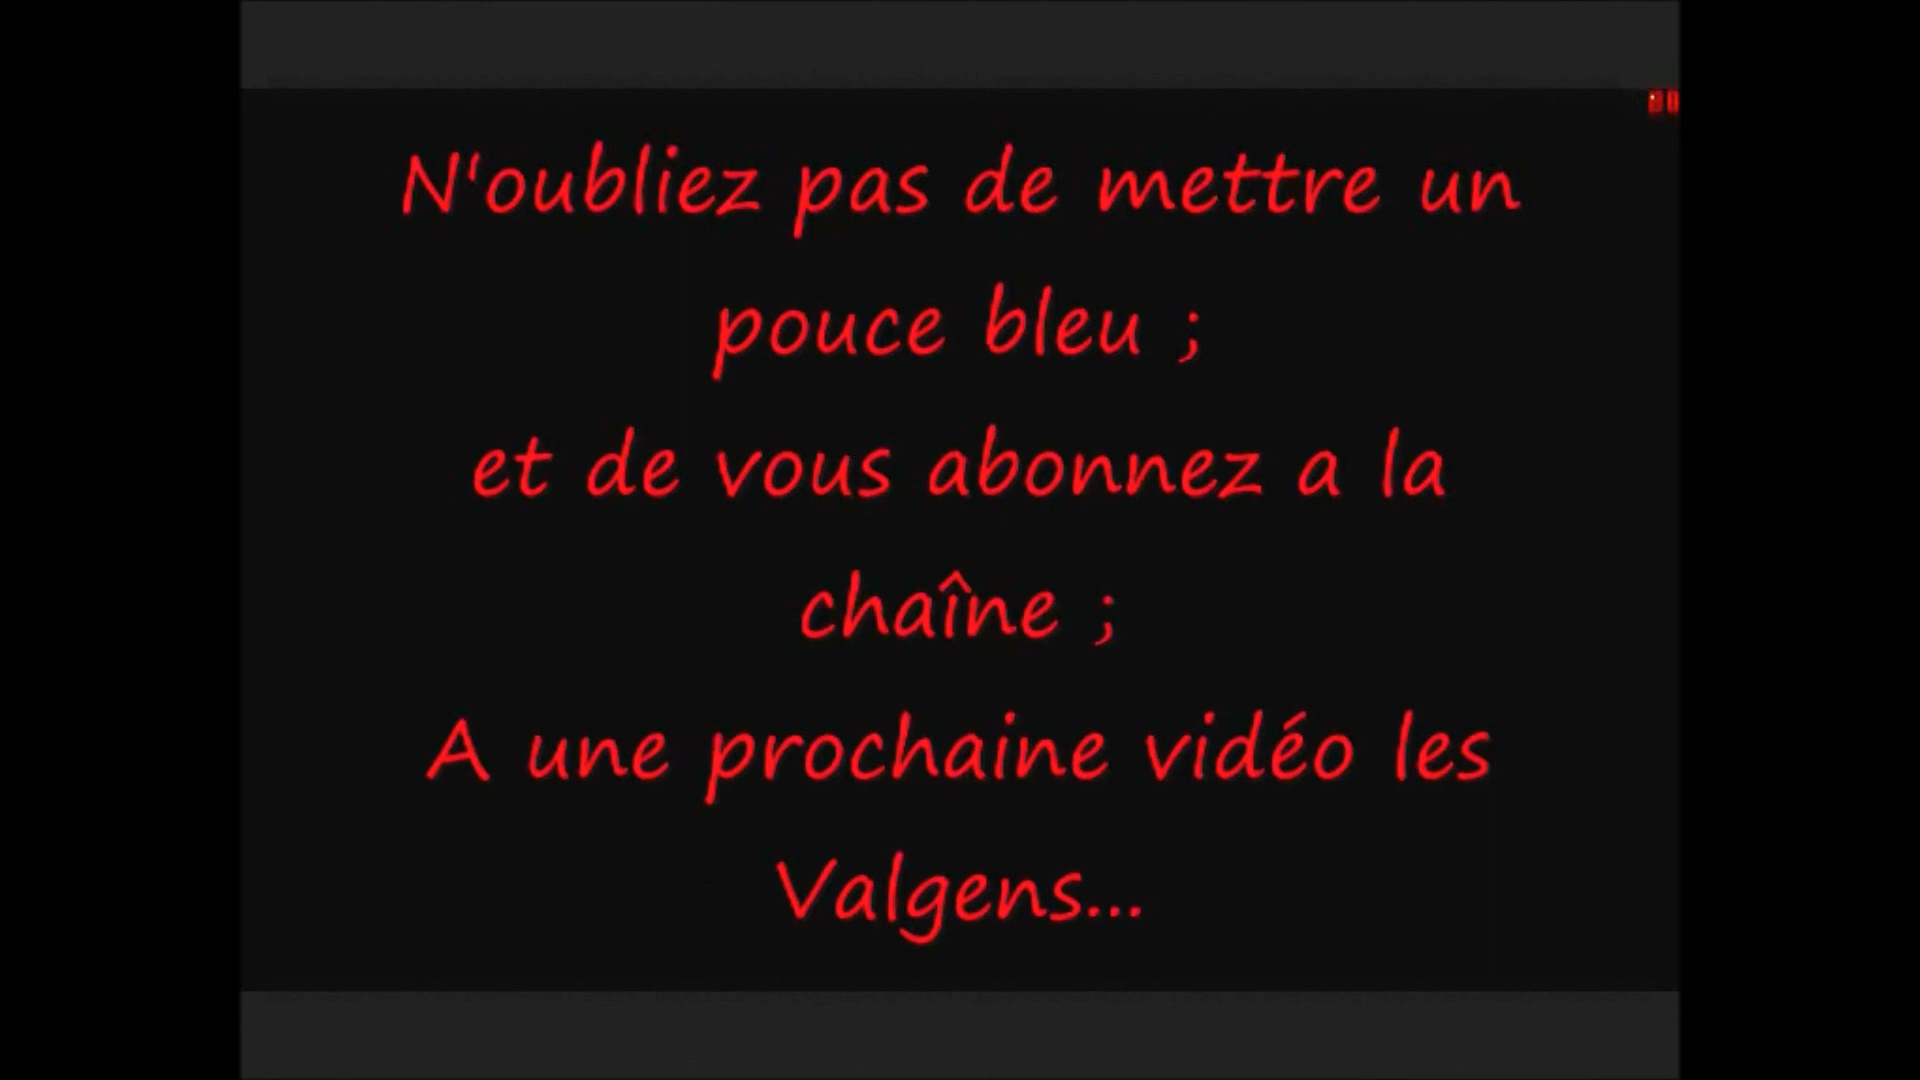 N'oubliez pas de mettre un
pouce bleu ;
et de vous abonnez a la
chaîne ;
A une prochaine vidéo les
Valgens...